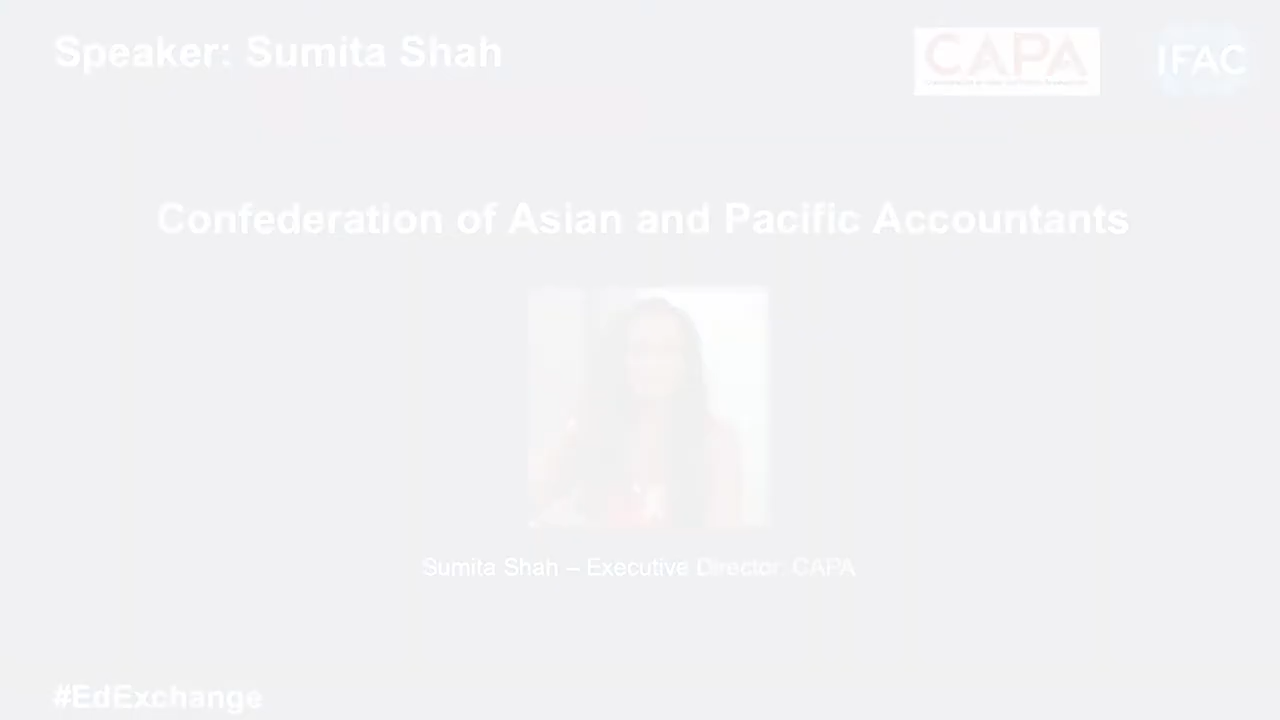 Speaker: Sumita Shah
CAPA
IFAC
Confederation of Asian and Pacific Accountants
Sumita Shah – Executive Director: CAPA
#EdExchange